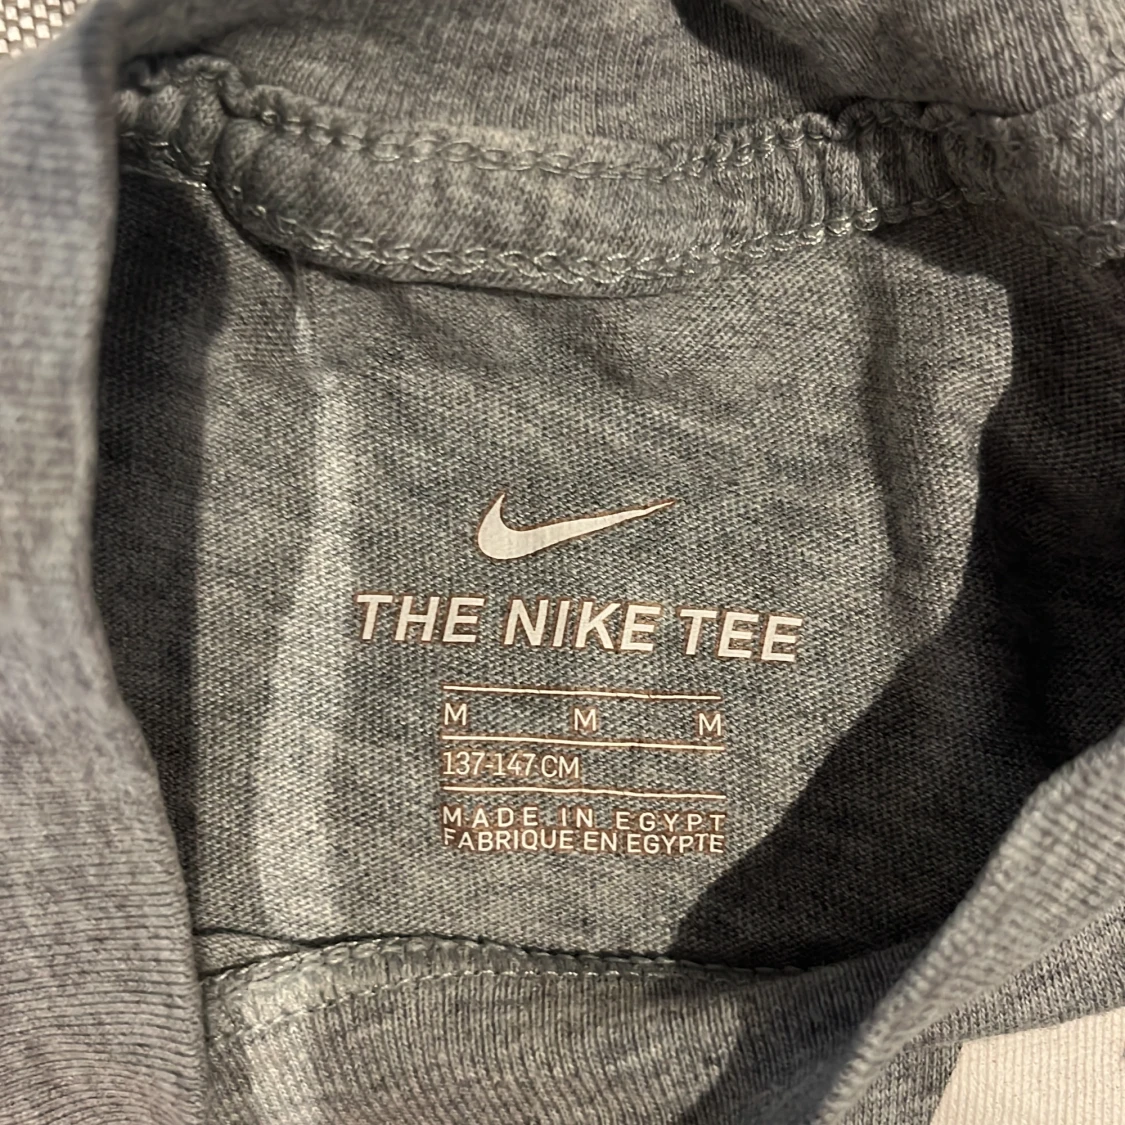 THE NIKE TEE
M M M
137-147 CM
MADE IN EGYPT
FABRIQUE EN EGYPTE